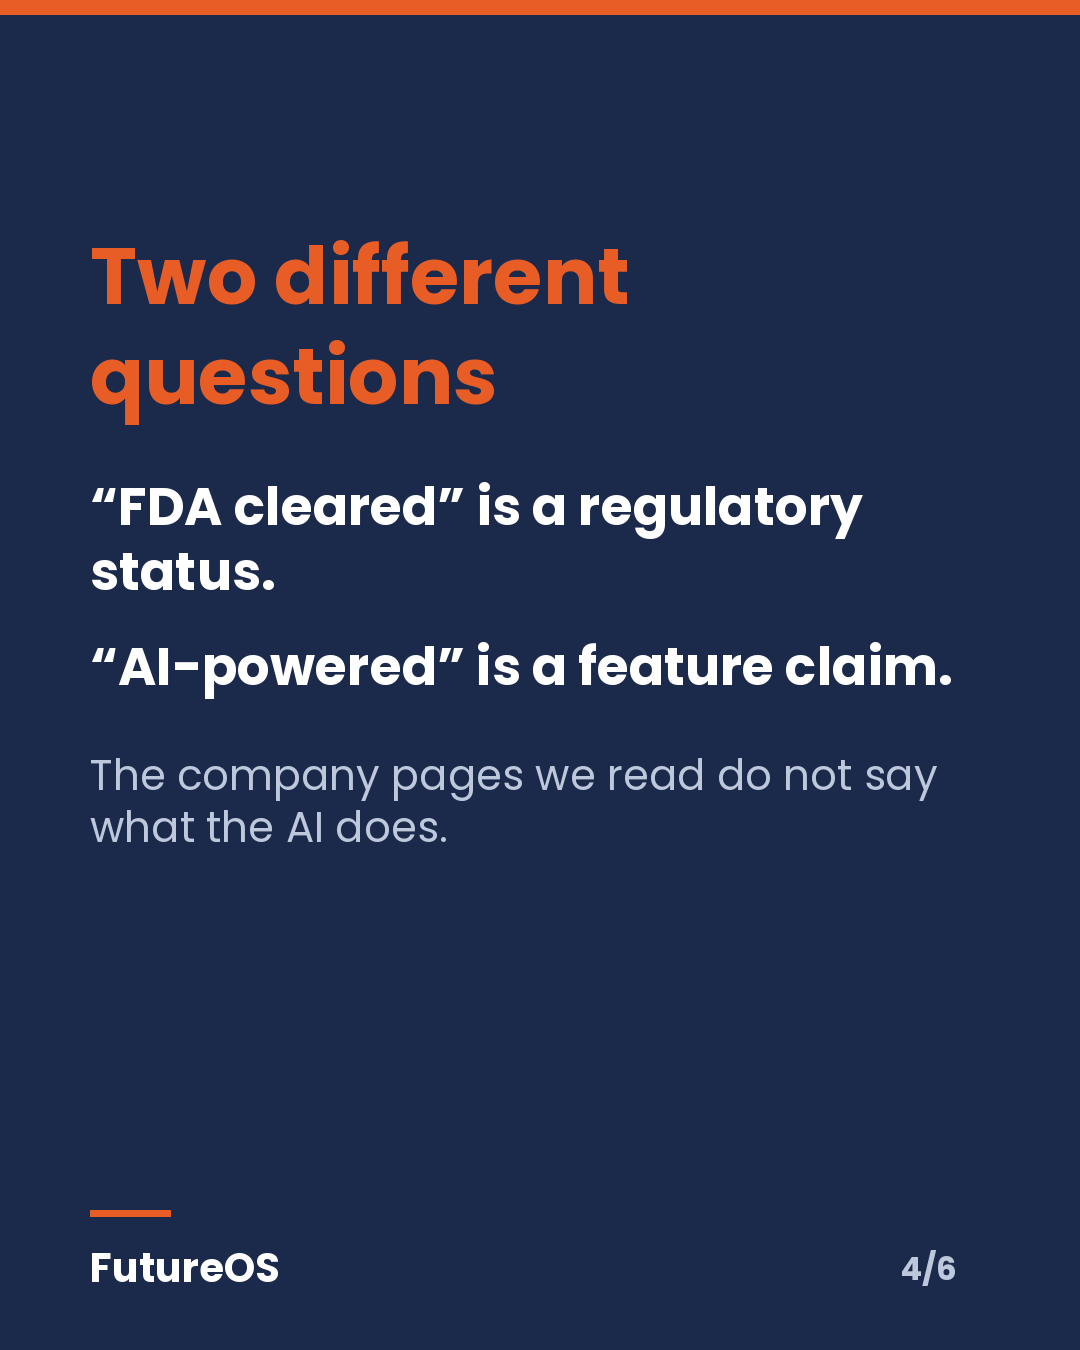 Two different
questions
“FDA cleared” is a regulatory
status.
“AI-powered” is a feature claim.
The company pages we read do not say
what the AI does.
FutureOS
4/6